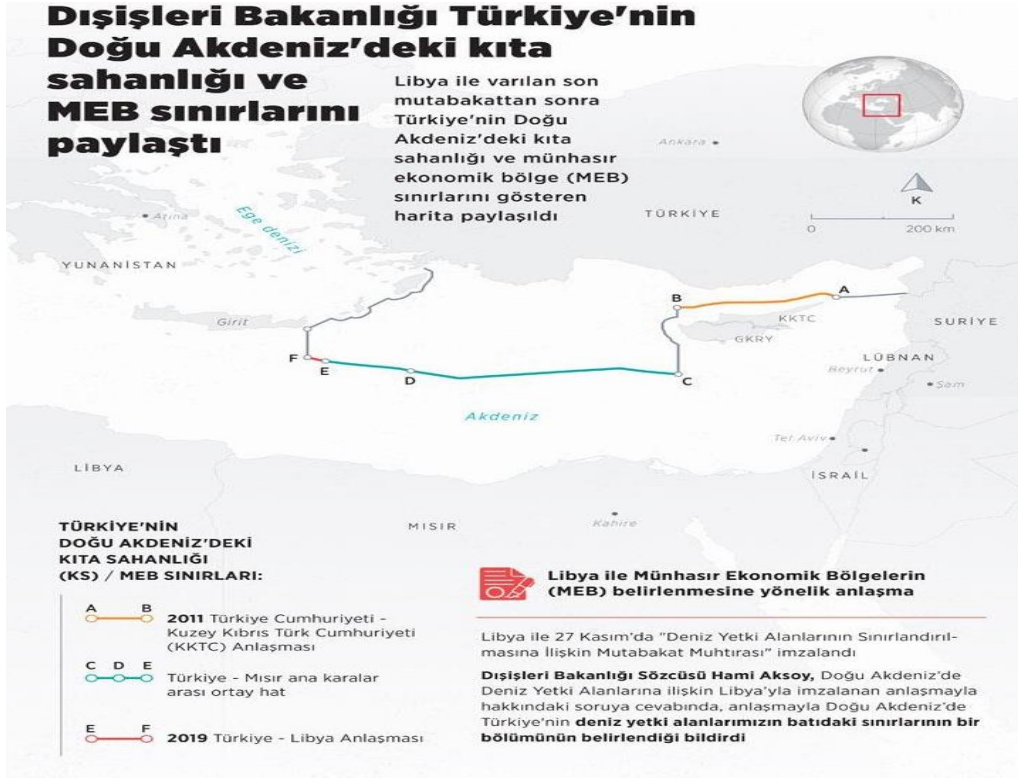 Dışişleri Bakanlığı Türkiye'nin
Doğu Akdeniz'deki kıta
sahanlığı ve
MEB sınırlarını
paylaştı
Libya ile varılan son
mutabakattan sonra
Türkiye'nin Doğu
Akdeniz'deki kıta
sahanlığı ve münhasır
ekonomik bölge (MEB)
sınırlarını gösteren
harita paylaşıldı
Ankara
K
TÜRKİYE
0 200 km
Atina
Ege denizi
YUNANİSTAN
Girit
A
B
KKTC
GKRY
SURİYE
LÜBNAN
Beyrut
Şam
F
E
D
C
Akdeniz
Tel Aviv
İSRAİL
LİBYA
MISIR
Kahire
TÜRKİYE'NİN
DOĞU AKDENİZ'DEKİ
KITA SAHANLIĞI
(KS) / MEB SINIRLARI:
A B
2011 Türkiye Cumhuriyeti -
Kuzey Kıbrıs Türk Cumhuriyeti
(KKTC) Anlaşması
C D E
Türkiye - Mısır ana karalar
arası ortay hat
E F
2019 Türkiye - Libya Anlaşması
Libya ile Münhasır Ekonomik Bölgelerin
(MEB) belirlenmesine yönelik anlaşma
Libya ile 27 Kasım'da "Deniz Yetki Alanlarının Sınırlandırıl-
masına İlişkin Mutabakat Muhtırası" imzalandı
Dışişleri Bakanlığı Sözcüsü Hami Aksoy, Doğu Akdeniz'de
Deniz Yetki Alanlarına ilişkin Libya'yla imzalanan anlaşmayla
hakkındaki soruya cevabında, anlaşmayla Doğu Akdeniz'de
Türkiye'nin deniz yetki alanlarımızın batıdaki sınırlarının bir
bölümünün belirlendiği bildirdi